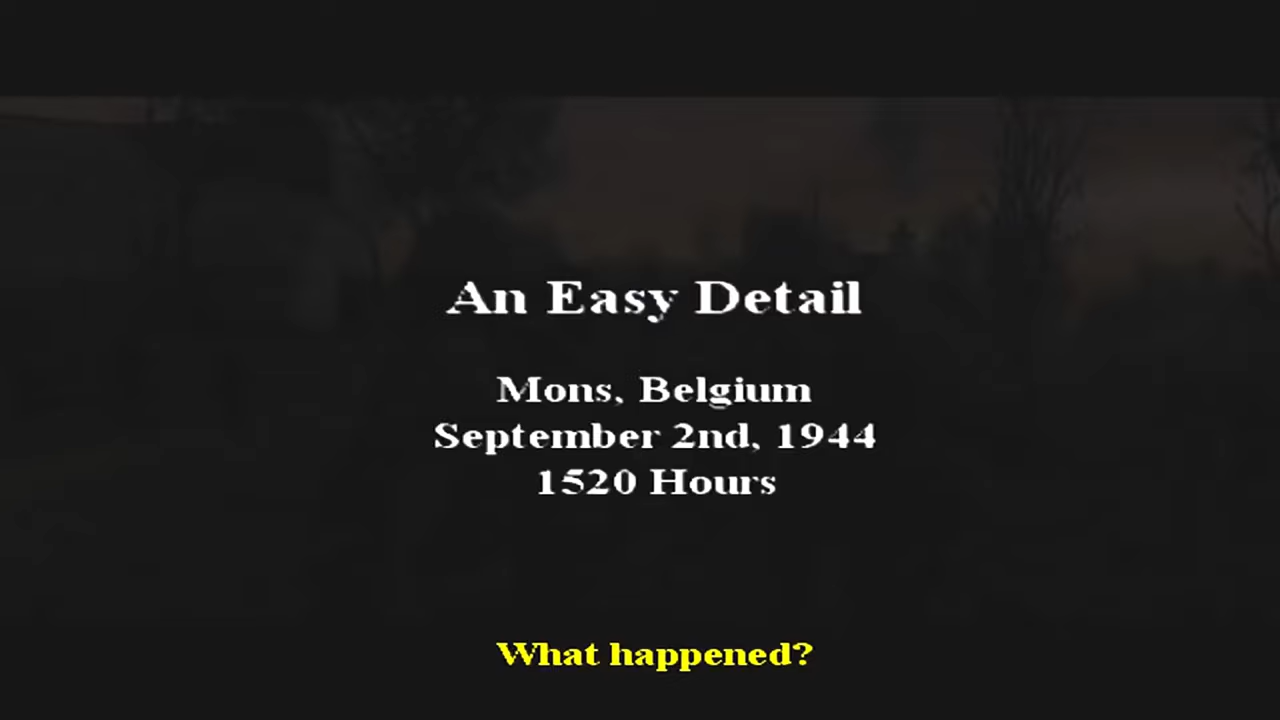 An Easy Detail
Mons, Belgium
September 2nd, 1944
1520 Hours
What happened?